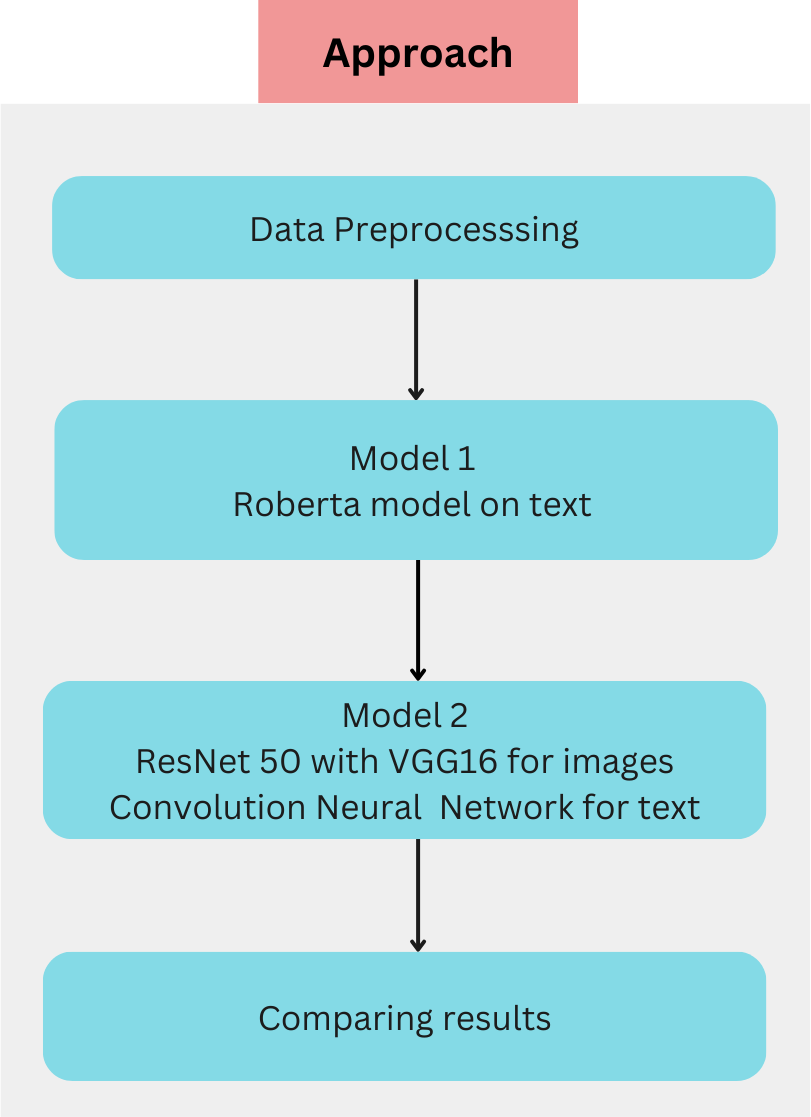 Approach
Data Preprocesssing
Model 1
Roberta model on text
Model 2
ResNet 50 with VGG16 for images
Convolution Neural  Network for text
Comparing results